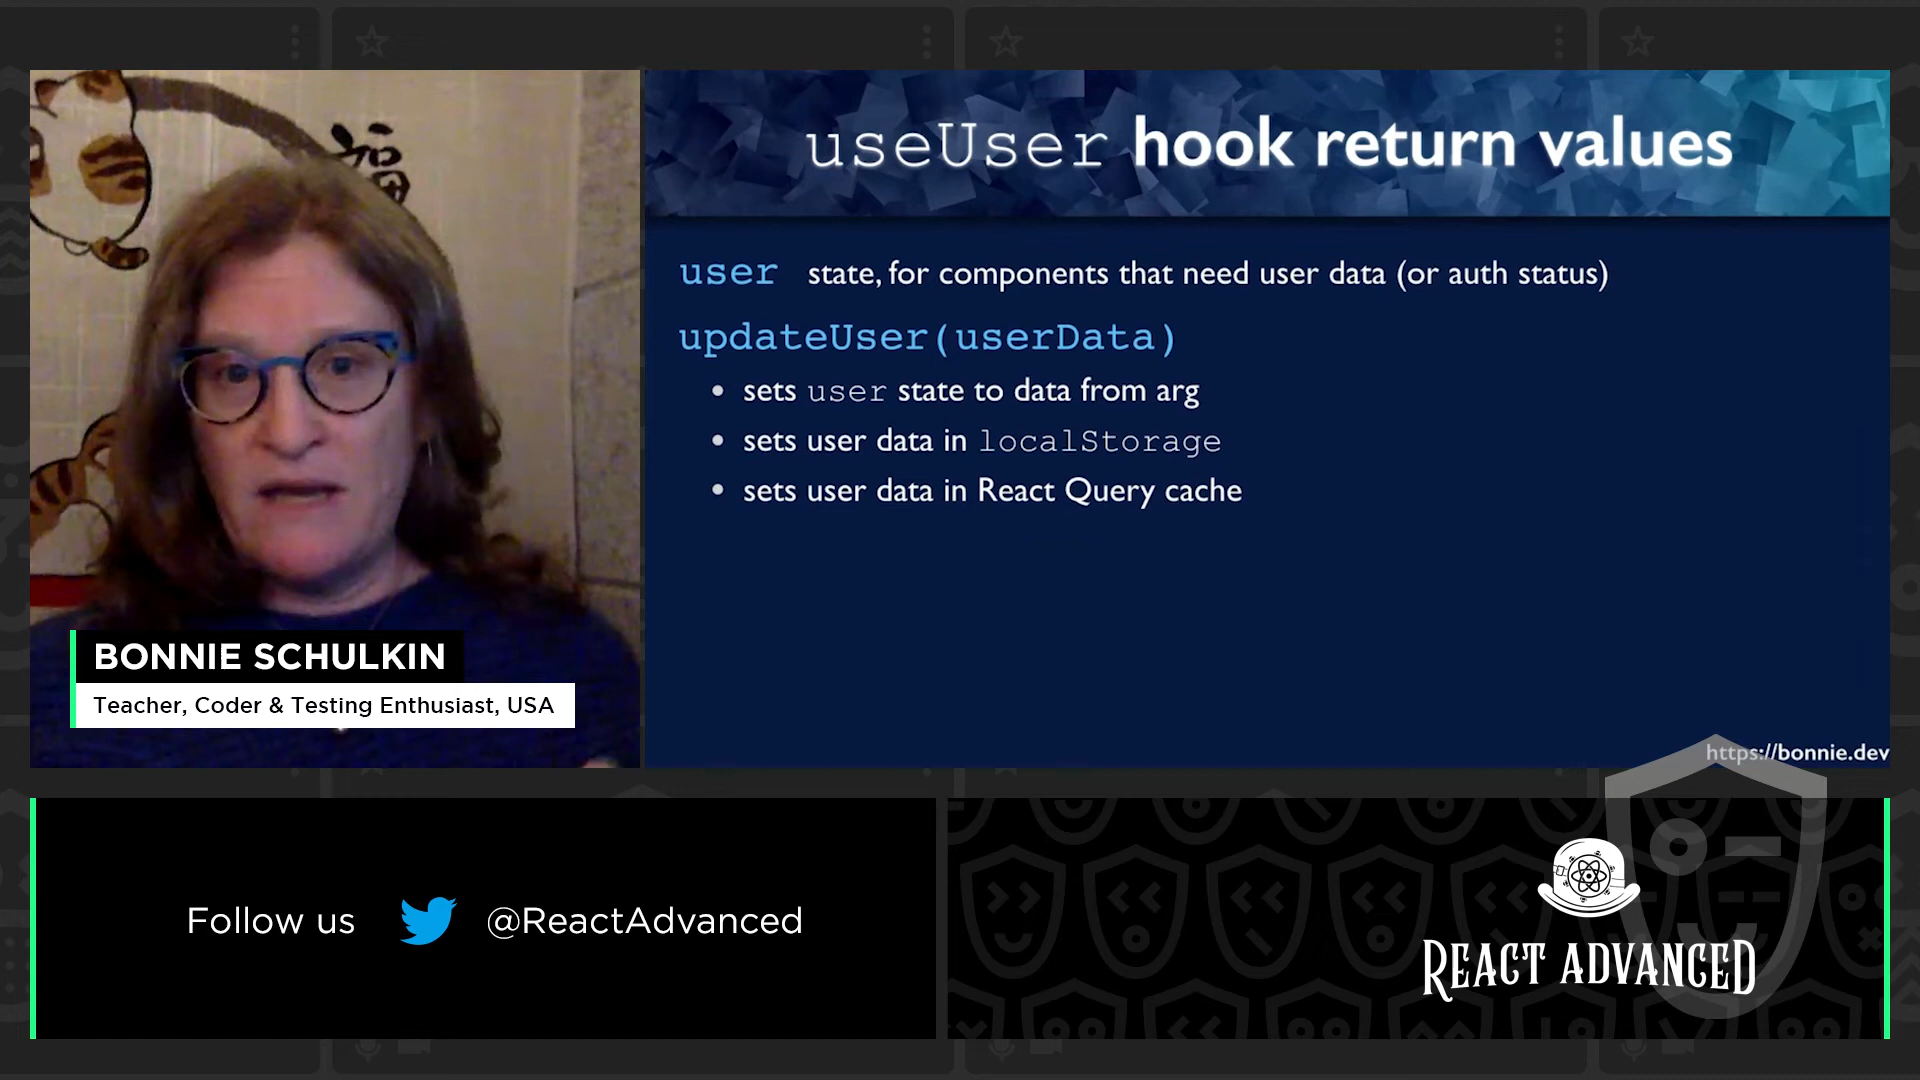 福
useUser hook return values
user state, for components that need user data (or auth status)
updateUser(userData)
• sets user state to data from arg
• sets user data in localStorage
• sets user data in React Query cache
https://bonnie.dev
BONNIE SCHULKIN
Teacher, Coder & Testing Enthusiast, USA
Follow us @ReactAdvanced
REACT ADVANCED